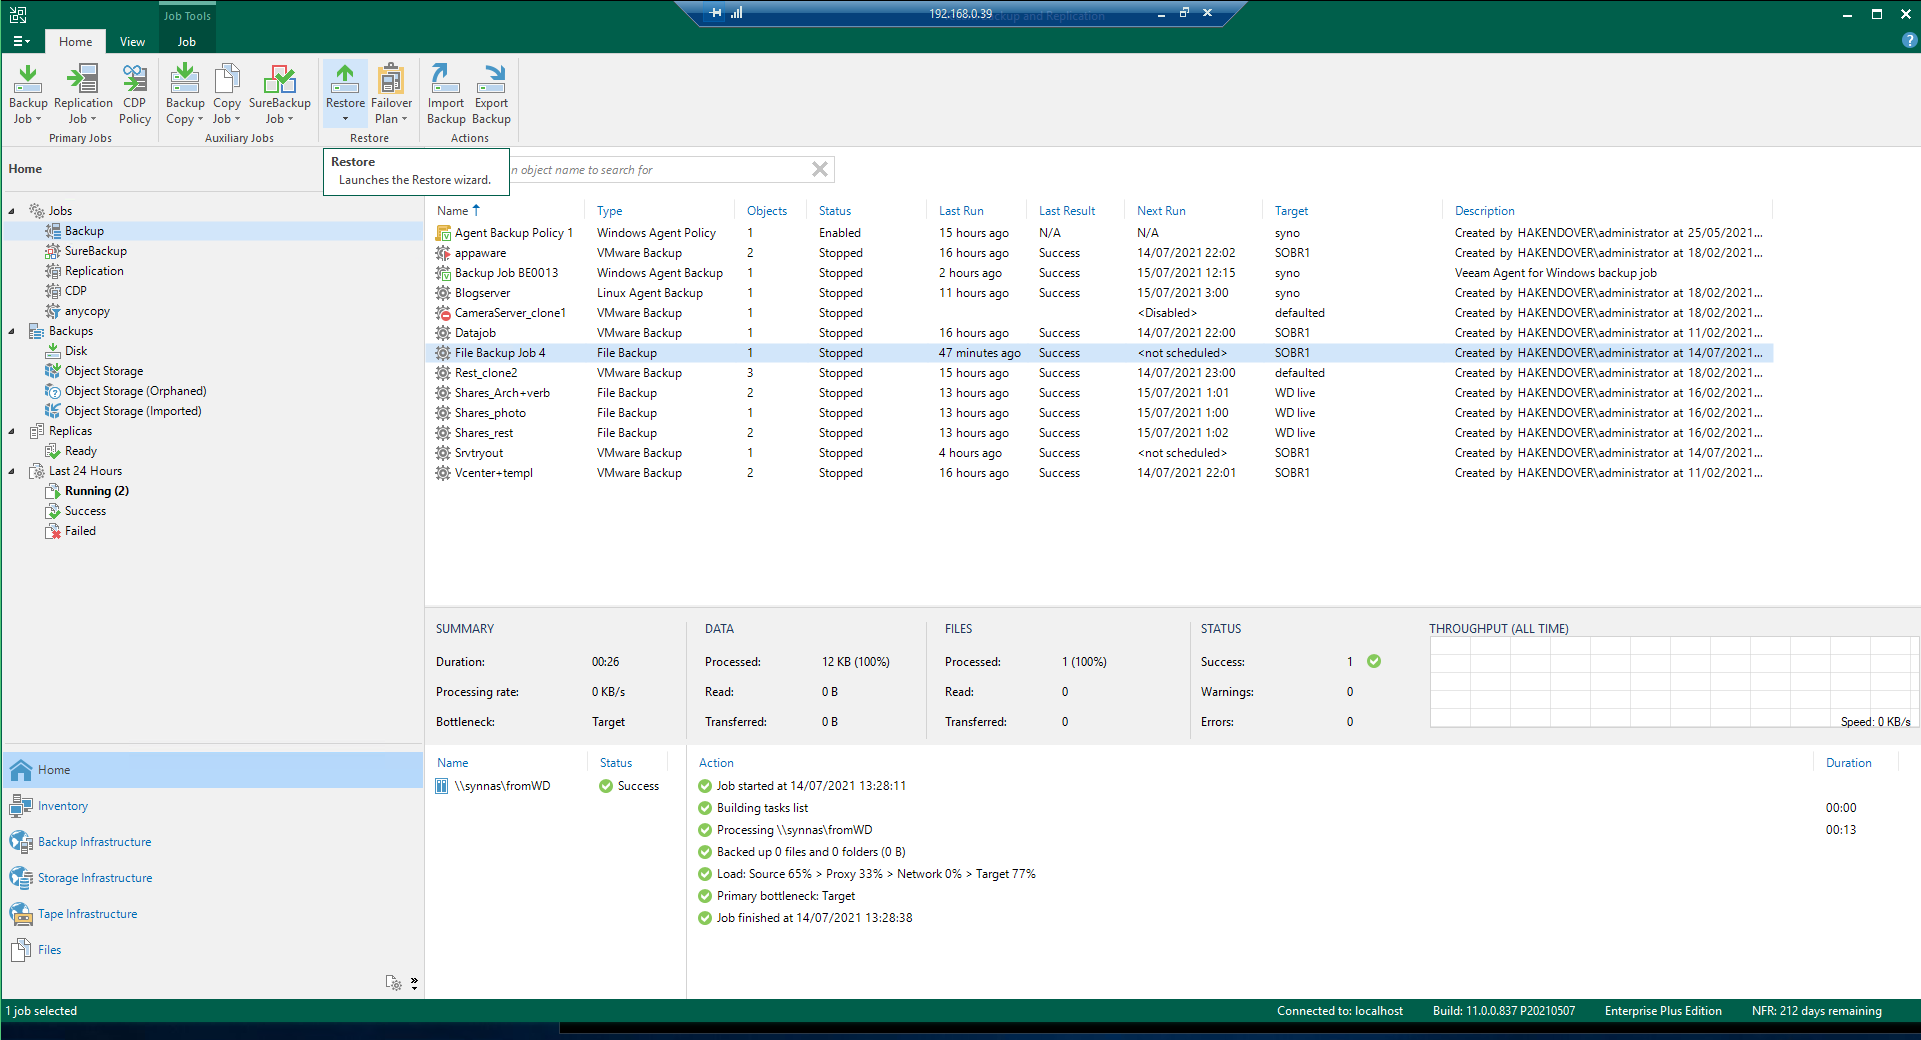 Job Tools
192.168.0.39
Backup and Replication
Home View Job
Backup Job
Replication Job
CDP Policy
Primary Jobs
Backup Copy
Copy Job
SureBackup Job
Auxiliary Jobs
Restore
Failover Plan
Restore
Import Backup
Export Backup
Actions
Restore
Launches the Restore wizard.
Home
n object name to search for
Jobs
Backup
SureBackup
Replication
CDP
anycopy
Backups
Disk
Object Storage
Object Storage (Orphaned)
Object Storage (Imported)
Replicas
Ready
Last 24 Hours
Running (2)
Success
Failed
Home
Inventory
Backup Infrastructure
Storage Infrastructure
Tape Infrastructure
Files
Name Type Objects Status Last Run Last Result Next Run Target Description
Agent Backup Policy 1 Windows Agent Policy 1 Enabled 15 hours ago N/A N/A syno Created by HAKENDOVER\administrator at 25/05/2021...
appaware VMware Backup 2 Stopped 16 hours ago Success 14/07/2021 22:02 SOBR1 Created by HAKENDOVER\administrator at 18/02/2021...
Backup Job BE0013 Windows Agent Backup 1 Stopped 2 hours ago Success 15/07/2021 12:15 syno Veeam Agent for Windows backup job
Blogserver Linux Agent Backup 1 Stopped 11 hours ago Success 15/07/2021 3:00 syno Created by HAKENDOVER\administrator at 18/02/2021...
CameraServer_clone1 VMware Backup 1 Stopped <Disabled> defaulted Created by HAKENDOVER\administrator at 18/02/2021...
Datajob VMware Backup 1 Stopped 16 hours ago Success 14/07/2021 22:00 SOBR1 Created by HAKENDOVER\administrator at 11/02/2021...
File Backup Job 4 File Backup 1 Stopped 47 minutes ago Success <not scheduled> SOBR1 Created by HAKENDOVER\administrator at 14/07/2021...
Rest_clone2 VMware Backup 3 Stopped 15 hours ago Success 14/07/2021 23:00 defaulted Created by HAKENDOVER\administrator at 18/02/2021...
Shares_Arch+verb File Backup 2 Stopped 13 hours ago Success 15/07/2021 1:01 WD live Created by HAKENDOVER\administrator at 16/02/2021...
Shares_photo File Backup 1 Stopped 13 hours ago Success 15/07/2021 1:00 WD live Created by HAKENDOVER\administrator at 16/02/2021...
Shares_rest File Backup 2 Stopped 13 hours ago Success 15/07/2021 1:02 WD live Created by HAKENDOVER\administrator at 16/02/2021...
Srvtryout VMware Backup 1 Stopped 4 hours ago Success <not scheduled> SOBR1 Created by HAKENDOVER\administrator at 14/07/2021...
Vcenter+templ VMware Backup 2 Stopped 16 hours ago Success 14/07/2021 22:01 SOBR1 Created by HAKENDOVER\administrator at 11/02/2021...
SUMMARY DATA FILES STATUS THROUGHPUT (ALL TIME)
Duration: 00:26 Processed: 12 KB (100%) Processed: 1 (100%) Success: 1
Processing rate: 0 KB/s Read: 0 B Read: 0 Warnings: 0
Bottleneck: Target Transferred: 0 B Transferred: 0 Errors: 0 Speed: 0 KB/s
Name Status Action Duration
\\synnas\fromWD Success
Job started at 14/07/2021 13:28:11
Building tasks list 00:00
Processing \\synnas\fromWD 00:13
Backed up 0 files and 0 folders (0 B)
Load: Source 65% > Proxy 33% > Network 0% > Target 77%
Primary bottleneck: Target
Job finished at 14/07/2021 13:28:38
1 job selected Connected to: localhost Build: 11.0.0.837 P20210507 Enterprise Plus Edition NFR: 212 days remaining